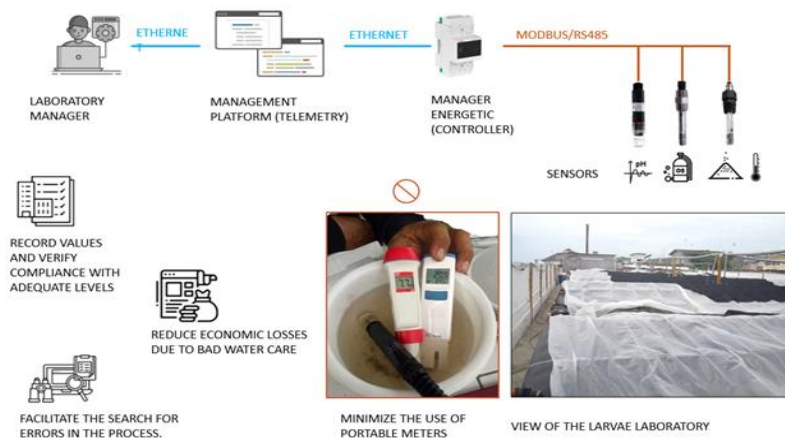 ETHERNE
T
ETHERNET
MODBUS/RS485
LABORATORY
MANAGER
MANAGEMENT
PLATFORM (TELEMETRY)
MANAGER
ENERGETIC
(CONTROLLER)
SENSORS
pH
RECORD VALUES
AND VERIFY
COMPLIANCE WITH
ADEQUATE LEVELS
REDUCE ECONOMIC LOSSES
DUE TO BAD WATER CARE
FACILITATE THE SEARCH FOR
ERRORS IN THE PROCESS.
MINIMIZE THE USE OF
PORTABLE METERS
VIEW OF THE LARVAE LABORATORY